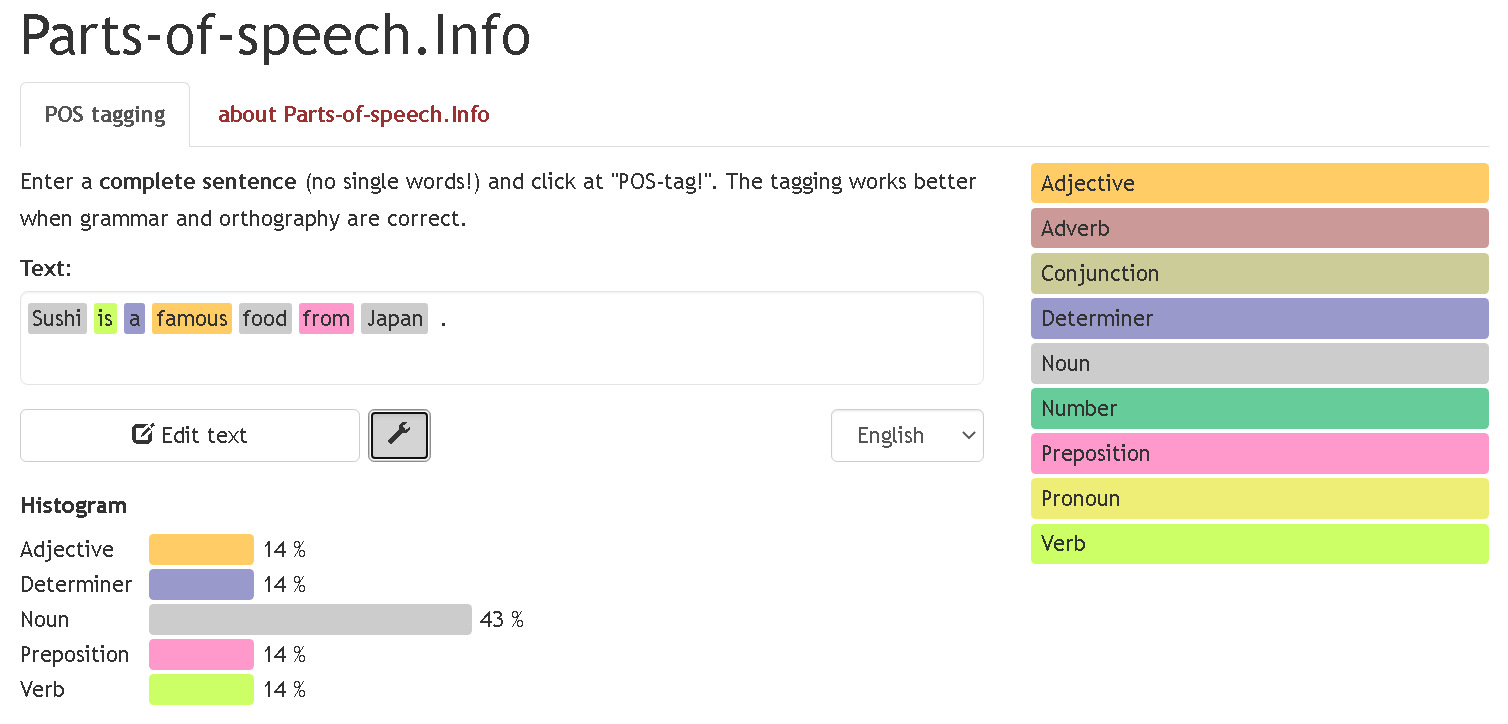 Parts-of-speech.Info
POS tagging
about Parts-of-speech.Info
Enter a complete sentence (no single words!) and click at "POS-tag!". The tagging works better
when grammar and orthography are correct.
Text:
Sushi is a famous food from Japan .
Edit text
English
Histogram
Adjective 14 %
Determiner 14 %
Noun 43 %
Preposition 14 %
Verb 14 %
Adjective
Adverb
Conjunction
Determiner
Noun
Number
Preposition
Pronoun
Verb